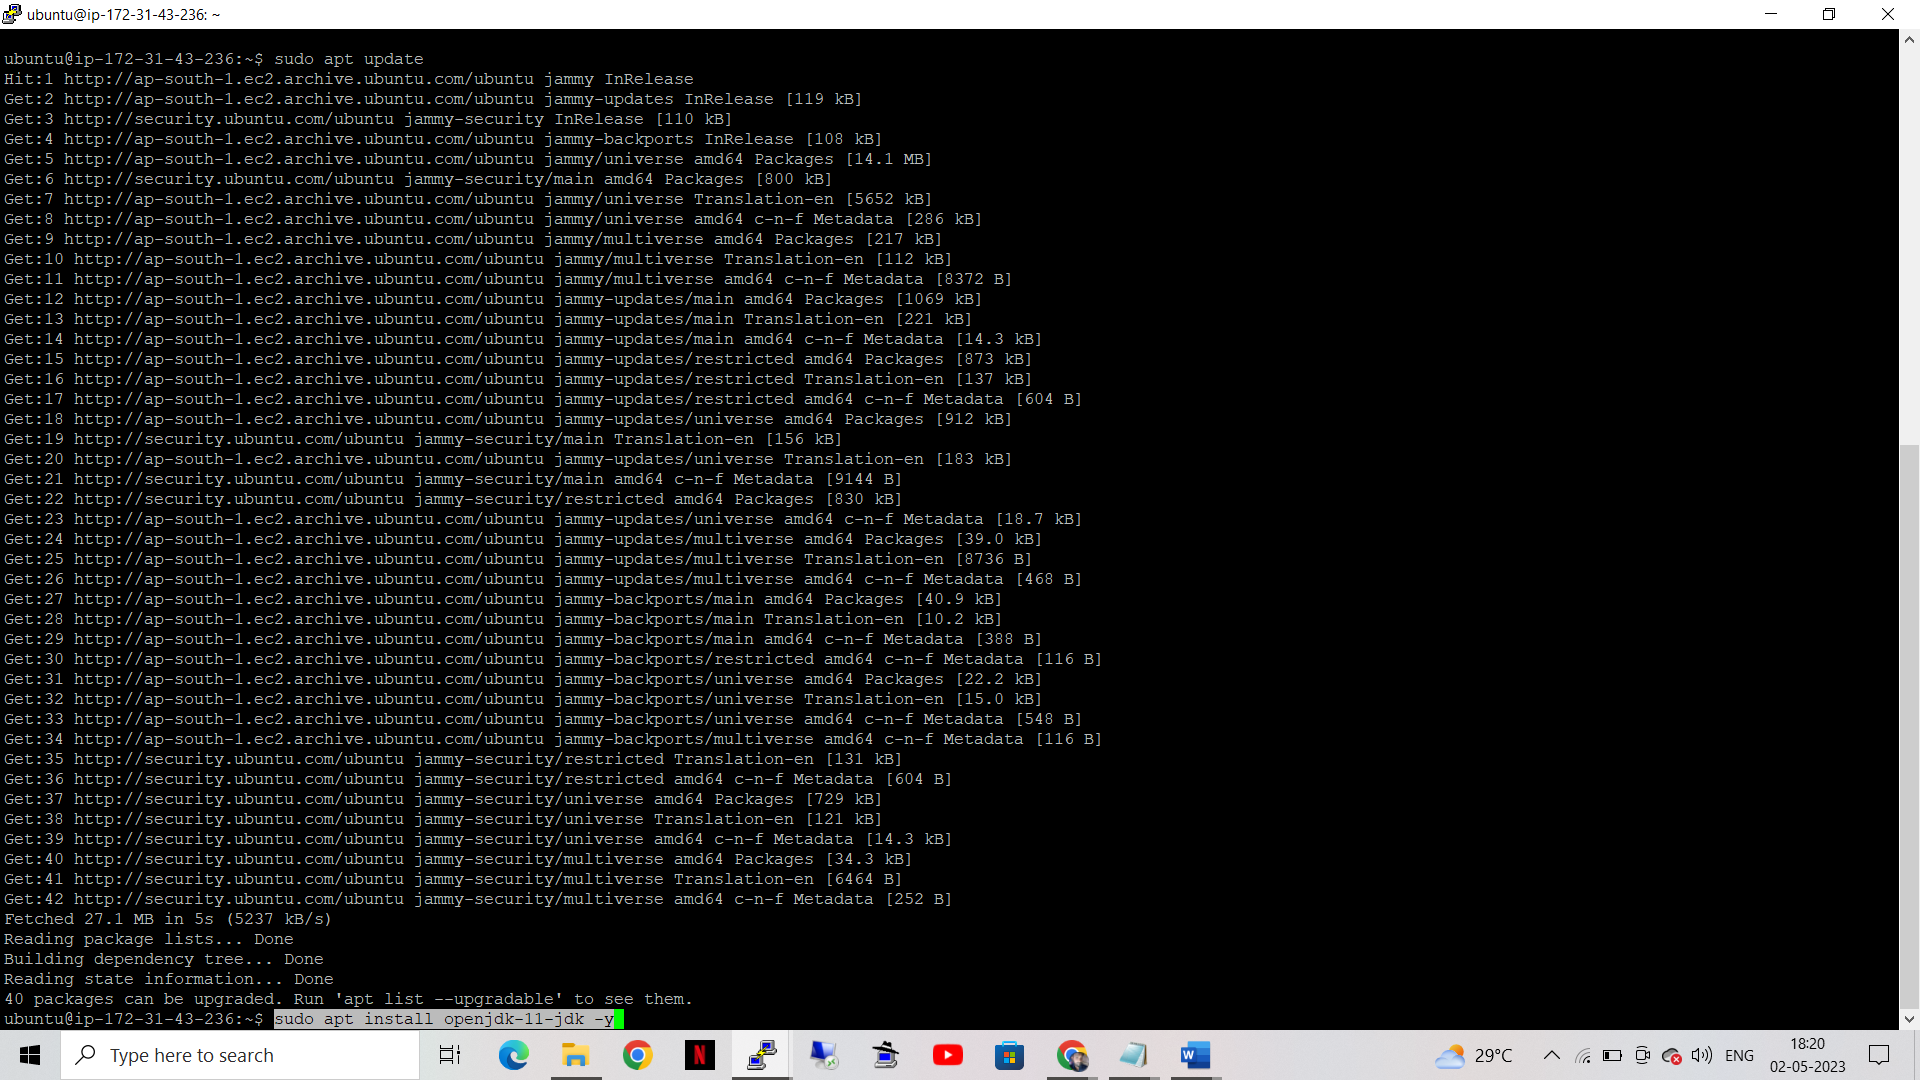 ubuntu@ip-172-31-43-236: ~
ubuntu@ip-172-31-43-236:~$ sudo apt update
Hit:1 http://ap-south-1.ec2.archive.ubuntu.com/ubuntu jammy InRelease
Get:2 http://ap-south-1.ec2.archive.ubuntu.com/ubuntu jammy-updates InRelease [119 kB]
Get:3 http://security.ubuntu.com/ubuntu jammy-security InRelease [110 kB]
Get:4 http://ap-south-1.ec2.archive.ubuntu.com/ubuntu jammy-backports InRelease [108 kB]
Get:5 http://ap-south-1.ec2.archive.ubuntu.com/ubuntu jammy/universe amd64 Packages [14.1 MB]
Get:6 http://security.ubuntu.com/ubuntu jammy-security/main amd64 Packages [800 kB]
Get:7 http://ap-south-1.ec2.archive.ubuntu.com/ubuntu jammy/universe Translation-en [5652 kB]
Get:8 http://ap-south-1.ec2.archive.ubuntu.com/ubuntu jammy/universe amd64 c-n-f Metadata [286 kB]
Get:9 http://ap-south-1.ec2.archive.ubuntu.com/ubuntu jammy/multiverse amd64 Packages [217 kB]
Get:10 http://ap-south-1.ec2.archive.ubuntu.com/ubuntu jammy/multiverse Translation-en [112 kB]
Get:11 http://ap-south-1.ec2.archive.ubuntu.com/ubuntu jammy/multiverse amd64 c-n-f Metadata [8372 B]
Get:12 http://ap-south-1.ec2.archive.ubuntu.com/ubuntu jammy-updates/main amd64 Packages [1069 kB]
Get:13 http://ap-south-1.ec2.archive.ubuntu.com/ubuntu jammy-updates/main Translation-en [221 kB]
Get:14 http://ap-south-1.ec2.archive.ubuntu.com/ubuntu jammy-updates/main amd64 c-n-f Metadata [14.3 kB]
Get:15 http://ap-south-1.ec2.archive.ubuntu.com/ubuntu jammy-updates/restricted amd64 Packages [873 kB]
Get:16 http://ap-south-1.ec2.archive.ubuntu.com/ubuntu jammy-updates/restricted Translation-en [137 kB]
Get:17 http://ap-south-1.ec2.archive.ubuntu.com/ubuntu jammy-updates/restricted amd64 c-n-f Metadata [604 B]
Get:18 http://ap-south-1.ec2.archive.ubuntu.com/ubuntu jammy-updates/universe amd64 Packages [912 kB]
Get:19 http://security.ubuntu.com/ubuntu jammy-security/main Translation-en [156 kB]
Get:20 http://ap-south-1.ec2.archive.ubuntu.com/ubuntu jammy-updates/universe Translation-en [183 kB]
Get:21 http://security.ubuntu.com/ubuntu jammy-security/main amd64 c-n-f Metadata [9144 B]
Get:22 http://security.ubuntu.com/ubuntu jammy-security/restricted amd64 Packages [830 kB]
Get:23 http://ap-south-1.ec2.archive.ubuntu.com/ubuntu jammy-updates/universe amd64 c-n-f Metadata [18.7 kB]
Get:24 http://ap-south-1.ec2.archive.ubuntu.com/ubuntu jammy-updates/multiverse amd64 Packages [39.0 kB]
Get:25 http://ap-south-1.ec2.archive.ubuntu.com/ubuntu jammy-updates/multiverse Translation-en [8736 B]
Get:26 http://ap-south-1.ec2.archive.ubuntu.com/ubuntu jammy-updates/multiverse amd64 c-n-f Metadata [468 B]
Get:27 http://ap-south-1.ec2.archive.ubuntu.com/ubuntu jammy-backports/main amd64 Packages [40.9 kB]
Get:28 http://ap-south-1.ec2.archive.ubuntu.com/ubuntu jammy-backports/main Translation-en [10.2 kB]
Get:29 http://ap-south-1.ec2.archive.ubuntu.com/ubuntu jammy-backports/main amd64 c-n-f Metadata [388 B]
Get:30 http://ap-south-1.ec2.archive.ubuntu.com/ubuntu jammy-backports/restricted amd64 c-n-f Metadata [116 B]
Get:31 http://ap-south-1.ec2.archive.ubuntu.com/ubuntu jammy-backports/universe amd64 Packages [22.2 kB]
Get:32 http://ap-south-1.ec2.archive.ubuntu.com/ubuntu jammy-backports/universe Translation-en [15.0 kB]
Get:33 http://ap-south-1.ec2.archive.ubuntu.com/ubuntu jammy-backports/universe amd64 c-n-f Metadata [548 B]
Get:34 http://ap-south-1.ec2.archive.ubuntu.com/ubuntu jammy-backports/multiverse amd64 c-n-f Metadata [116 B]
Get:35 http://security.ubuntu.com/ubuntu jammy-security/restricted Translation-en [131 kB]
Get:36 http://security.ubuntu.com/ubuntu jammy-security/restricted amd64 c-n-f Metadata [604 B]
Get:37 http://security.ubuntu.com/ubuntu jammy-security/universe amd64 Packages [729 kB]
Get:38 http://security.ubuntu.com/ubuntu jammy-security/universe Translation-en [121 kB]
Get:39 http://security.ubuntu.com/ubuntu jammy-security/universe amd64 c-n-f Metadata [14.3 kB]
Get:40 http://security.ubuntu.com/ubuntu jammy-security/multiverse amd64 Packages [34.3 kB]
Get:41 http://security.ubuntu.com/ubuntu jammy-security/multiverse Translation-en [6464 B]
Get:42 http://security.ubuntu.com/ubuntu jammy-security/multiverse amd64 c-n-f Metadata [252 B]
Fetched 27.1 MB in 5s (5237 kB/s)
Reading package lists... Done
Building dependency tree... Done
Reading state information... Done
40 packages can be upgraded. Run 'apt list --upgradable' to see them.
ubuntu@ip-172-31-43-236:~$ sudo apt install openjdk-11-jdk -y
Type here to search
N
W
29°C
ENG
18:20
02-05-2023